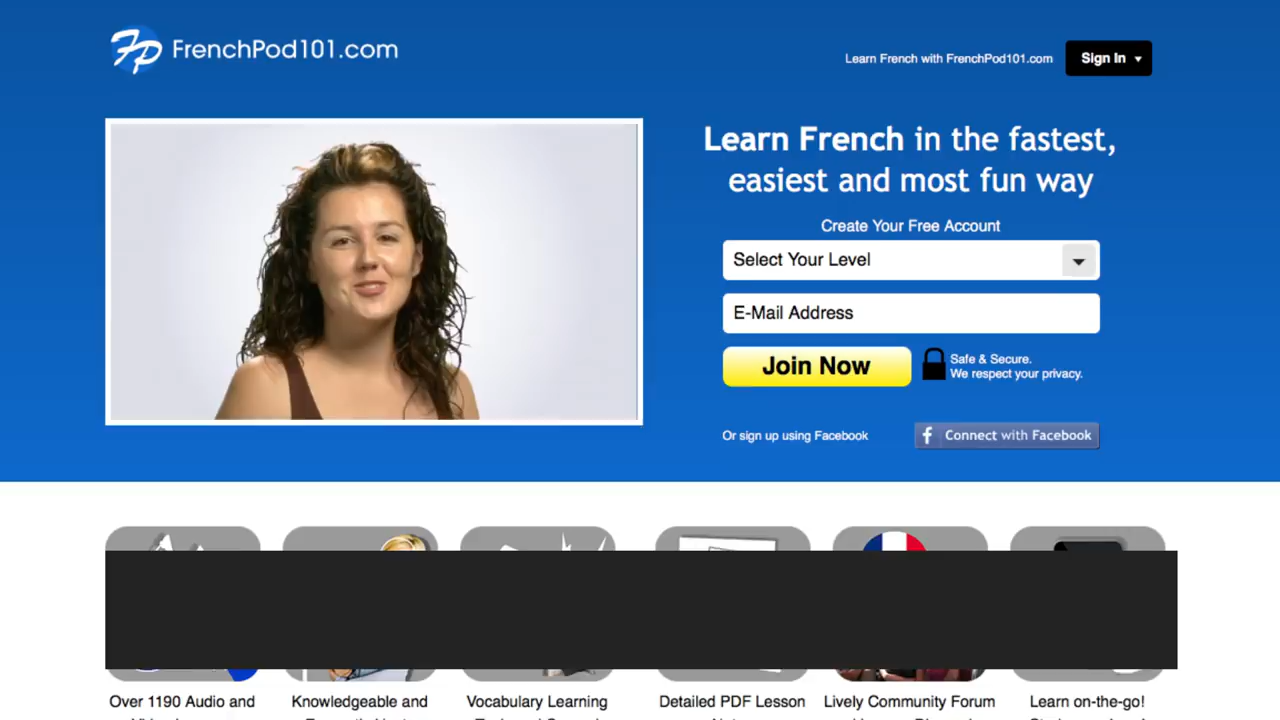 FP FrenchPod101.com
Learn French with FrenchPod101.com
Sign In
Learn French in the fastest,
easiest and most fun way
Create Your Free Account
Select Your Level
E-Mail Address
Join Now
Safe & Secure.
We respect your privacy.
Or sign up using Facebook
f Connect with Facebook
Over 1190 Audio and
Knowledgeable and
Vocabulary Learning
Detailed PDF Lesson
Lively Community Forum
Learn on-the-go!